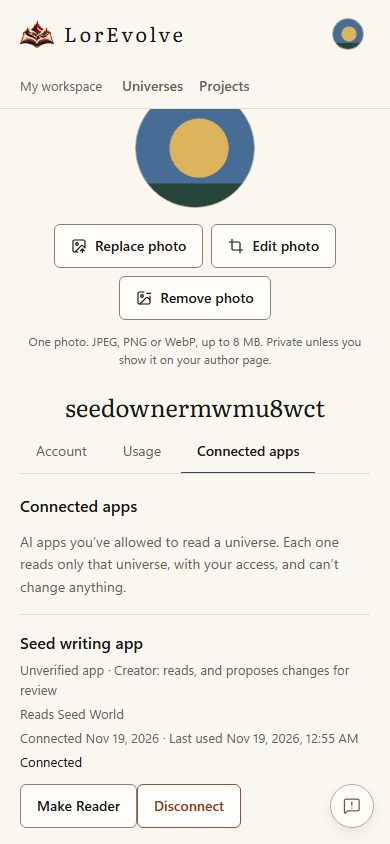 LorEvolve
My workspace Universes Projects
Replace photo Edit photo
Remove photo
One photo. JPEG, PNG or WebP, up to 8 MB. Private unless you
show it on your author page.
seedownermwmu8wct
Account Usage Connected apps
Connected apps
AI apps you’ve allowed to read a universe. Each one
reads only that universe, with your access, and can’t
change anything.
Seed writing app
Unverified app · Creator: reads, and proposes changes for
review
Reads Seed World
Connected Nov 19, 2026 · Last used Nov 19, 2026, 12:55 AM
Connected
Make Reader Disconnect